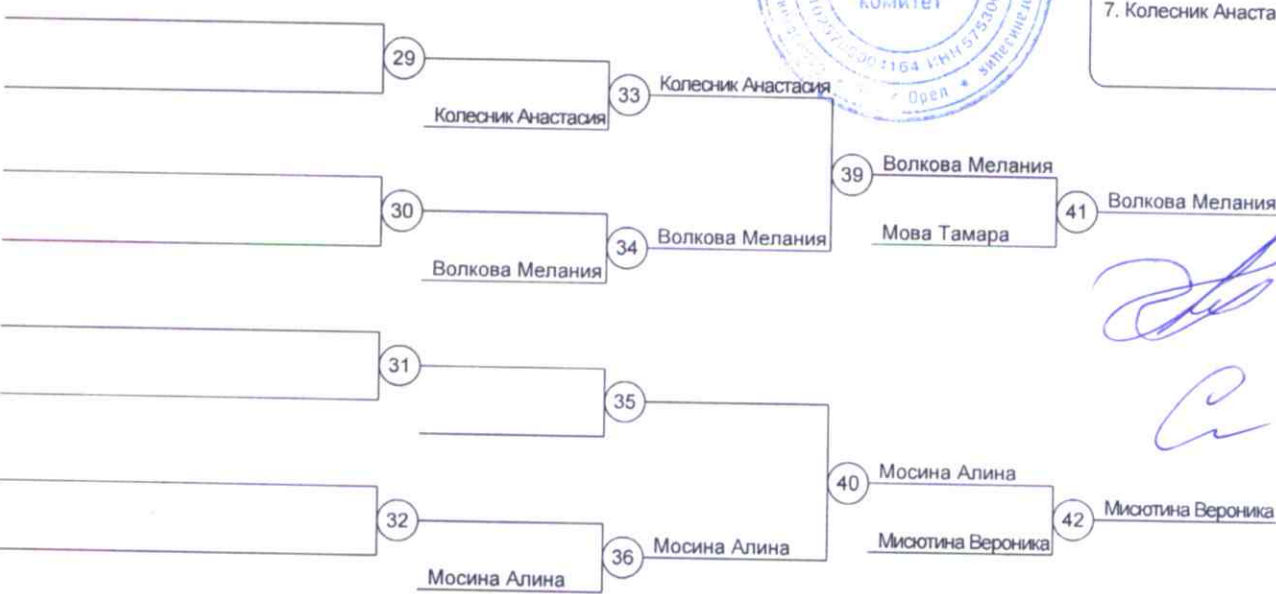 комитет
7. Колесник Анаста
г Орел
29
Колесник Анастасия
33
Колесник Анастасия
39
Волкова Мелания
30
Волкова Мелания
34
Волкова Мелания
Мова Тамара
41
Волкова Мелания
31
35
32
Мосина Алина
36
Мосина Алина
40
Мосина Алина
Мисютина Вероника
42
Мисютина Вероника